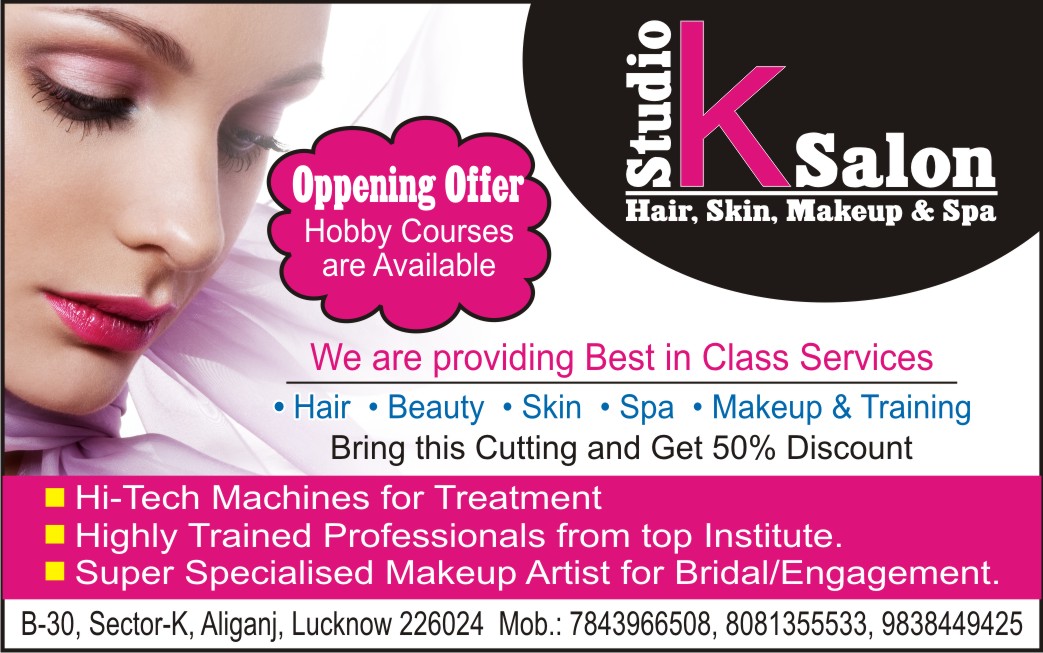 Studio K Salon
Hair, Skin, Makeup & Spa
Oppening Offer
Hobby Courses
are Available
We are providing Best in Class Services
• Hair • Beauty • Skin • Spa • Makeup & Training
Bring this Cutting and Get 50% Discount
Hi-Tech Machines for Treatment
Highly Trained Professionals from top Institute.
Super Specialised Makeup Artist for Bridal/Engagement.
B-30, Sector-K, Aliganj, Lucknow 226024 Mob.: 7843966508, 8081355533, 9838449425